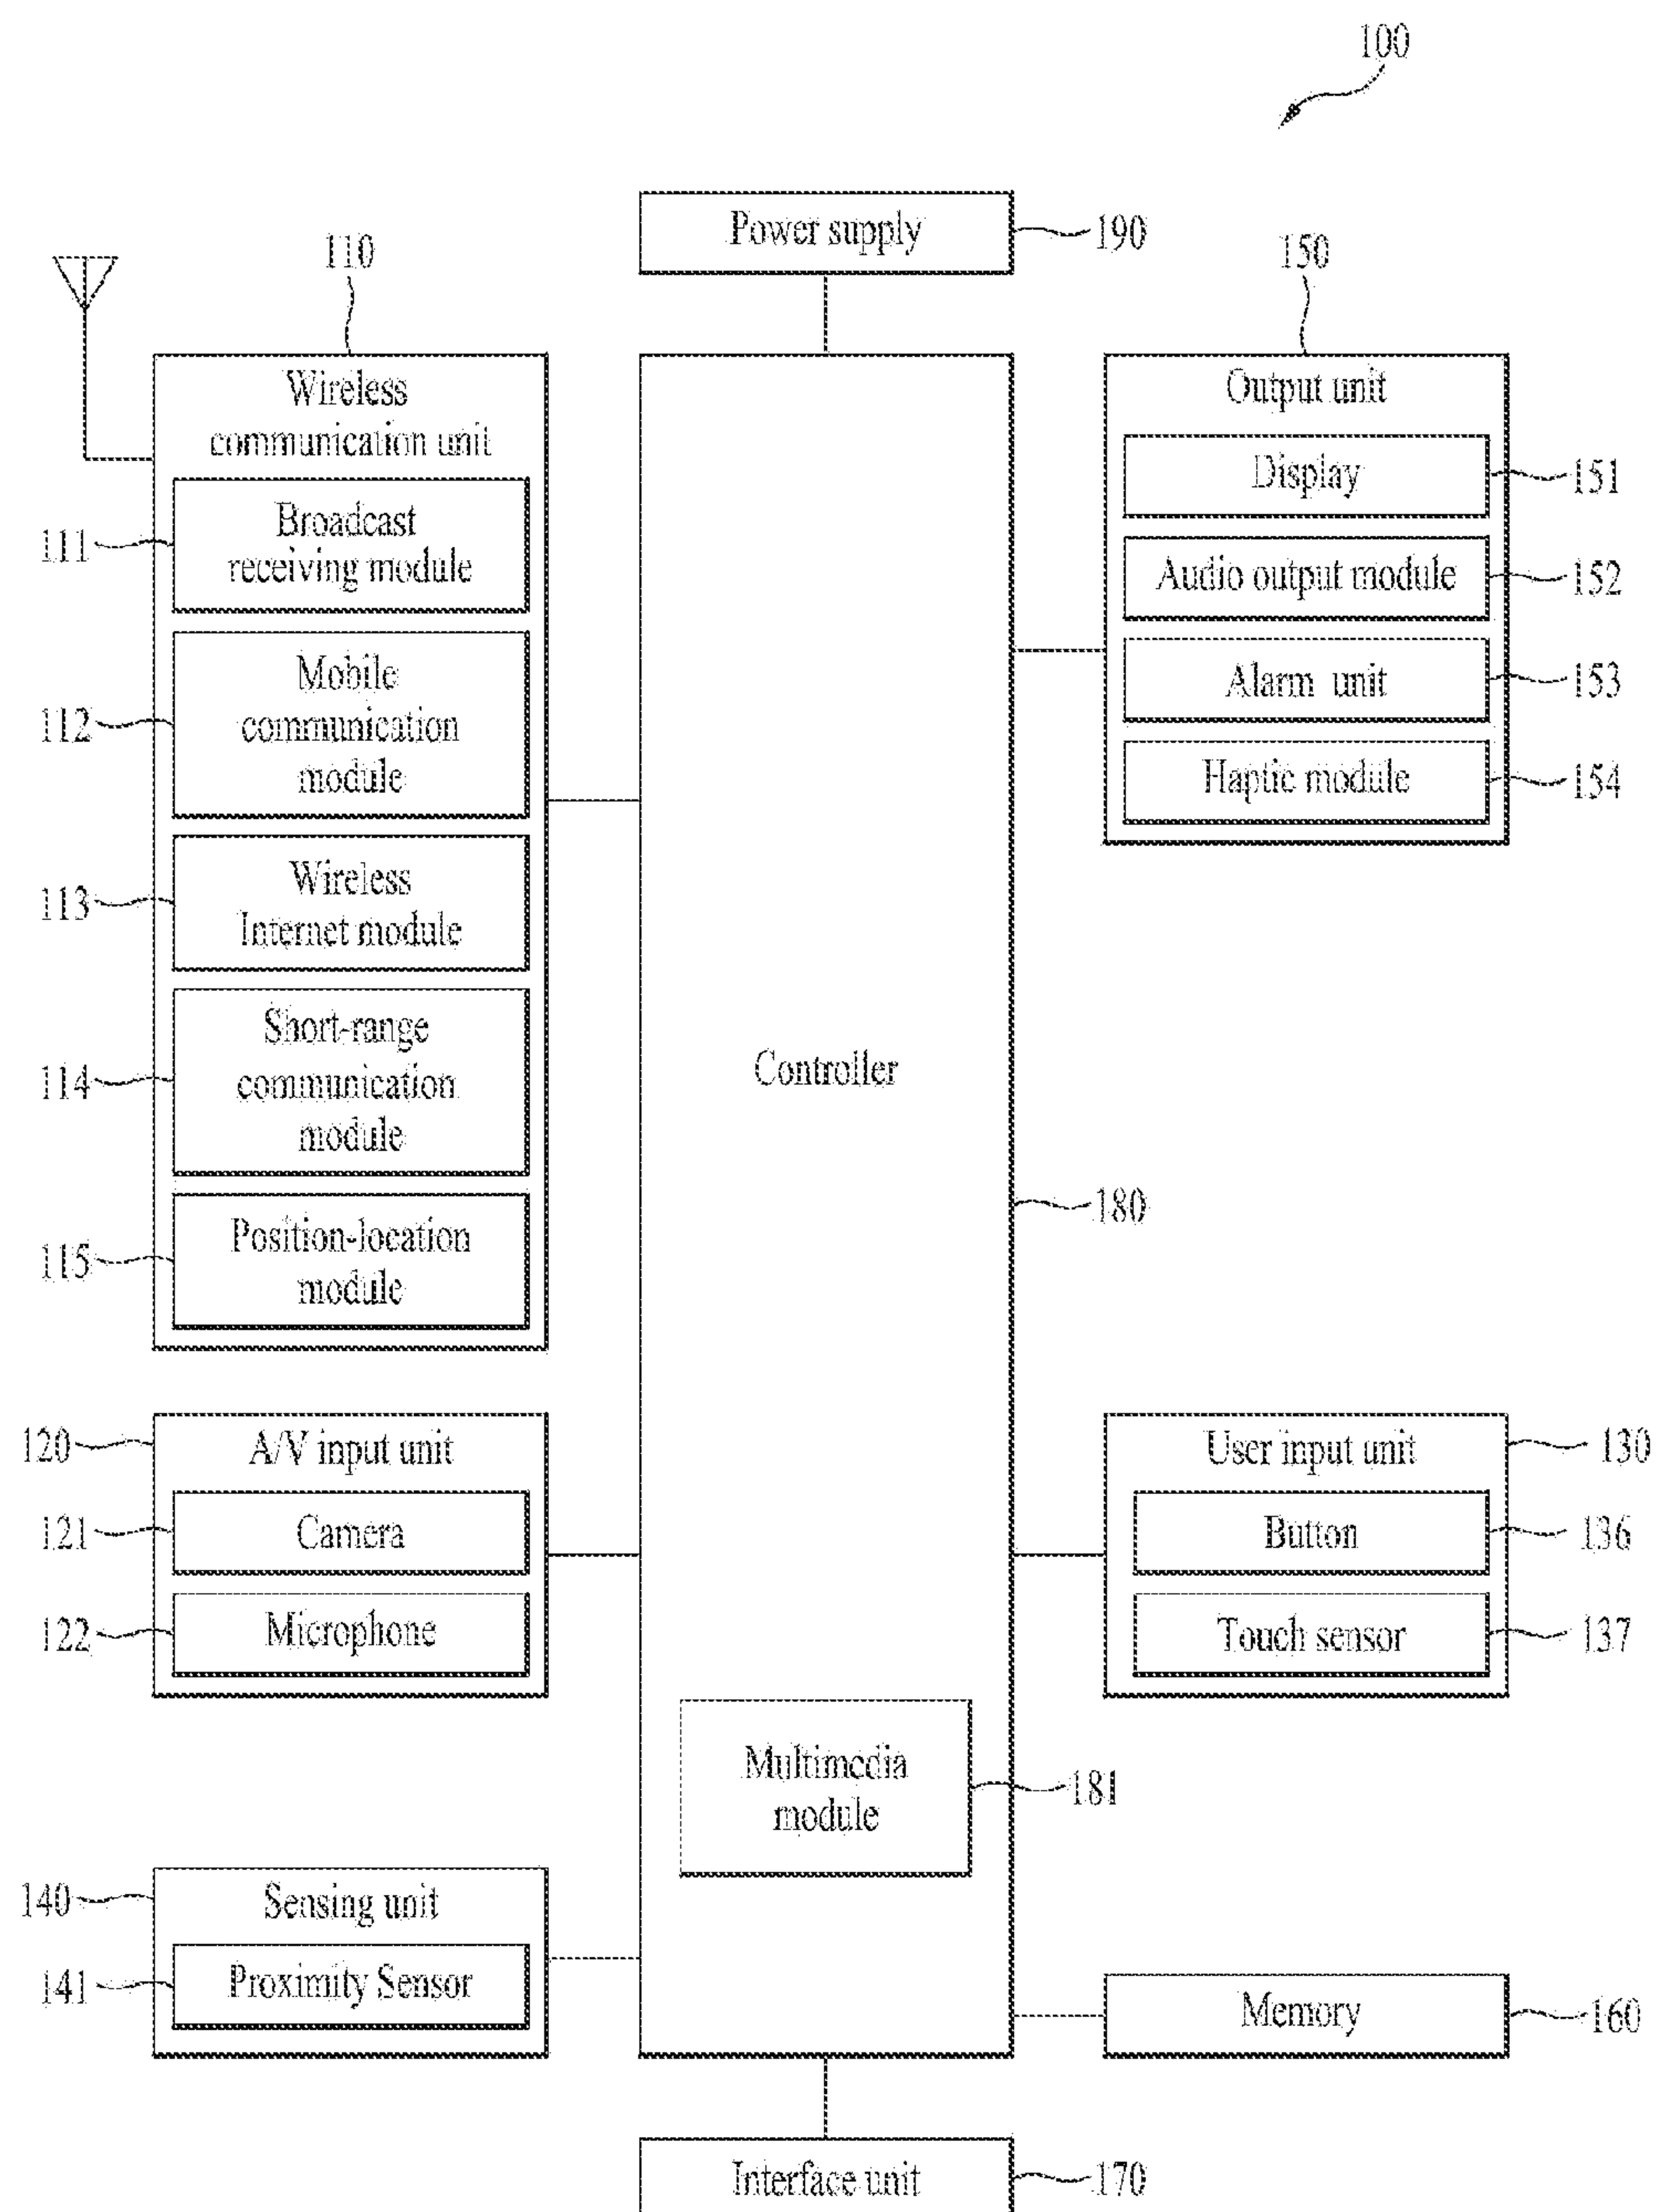 100
Power supply
190
110
Wireless
communication unit
111
Broadcast
receiving module
112
Mobile
communication
module
113
Wireless
Internet module
114
Short-range
communication
module
115
Position-location
module
150
Output unit
Display
151
Audio output module
152
Alarm unit
153
Haptic module
154
Controller
180
120
A/V input unit
121
Camera
122
Microphone
User input unit
130
Button
136
Touch sensor
137
Multimedia
module
181
140
Sensing unit
141
Proximity Sensor
Memory
160
Interface unit
170